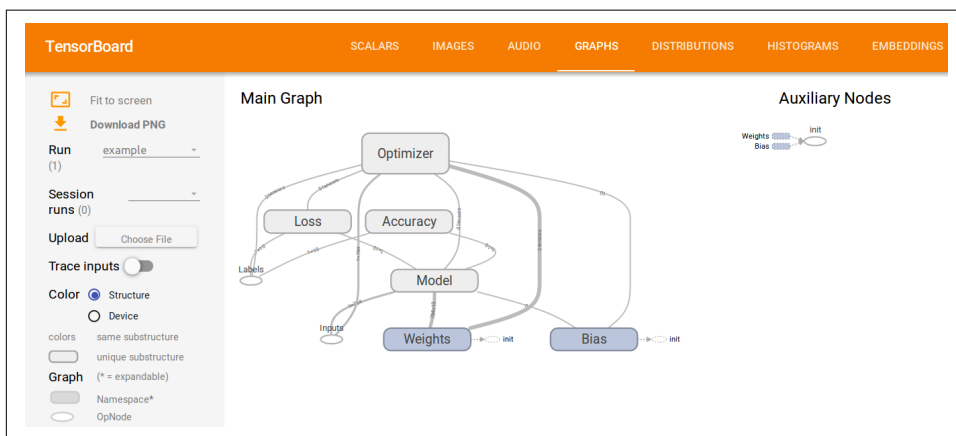 TensorBoard
SCALARS IMAGES AUDIO GRAPHS DISTRIBUTIONS HISTOGRAMS EMBEDDINGS
Fit to screen
Download PNG
Run example
(1)
Session
runs (0)
Upload Choose File
Trace inputs
Color Structure
Device
colors same substructure
unique substructure
Graph (* = expandable)
Namespace*
OpNode
Main Graph
Optimizer
Loss Accuracy
Labels
Model
Inputs
Weights init
Bias init
Auxiliary Nodes
init
Weights
Bias